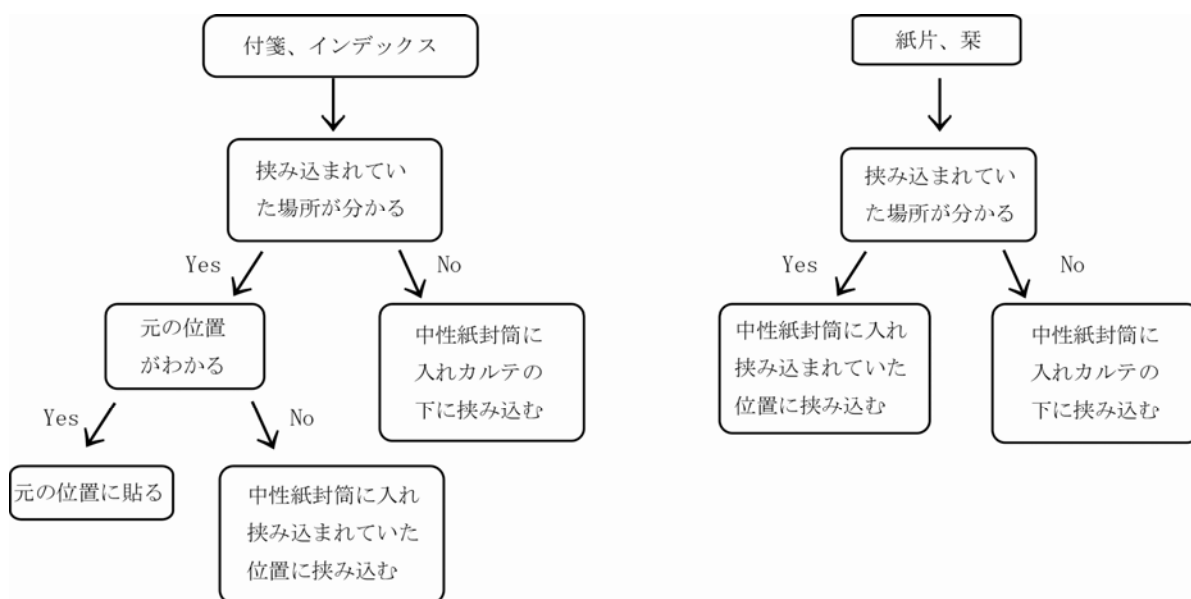 付箋、インデックス
挟み込まれてい
た場所が分かる
Yes
No
元の位置
がわかる
中性紙封筒に
入れカルテの
下に挟み込む
Yes
No
元の位置に貼る
中性紙封筒に入れ
挟み込まれていた
位置に挟み込む
紙片、栞
挟み込まれてい
た場所が分かる
Yes
No
中性紙封筒に入れ
挟み込まれていた
位置に挟み込む
中性紙封筒に
入れカルテの
下に挟み込む